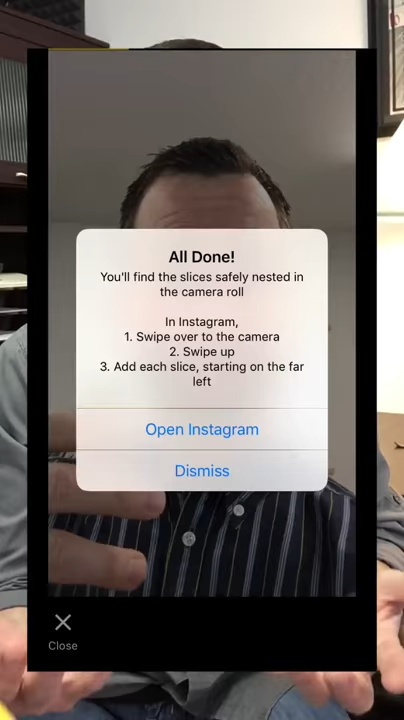 All Done!
You'll find the slices safely nested in
the camera roll
In Instagram,
1. Swipe over to the camera
2. Swipe up
3. Add each slice, starting on the far
left
Open Instagram
Dismiss
Close